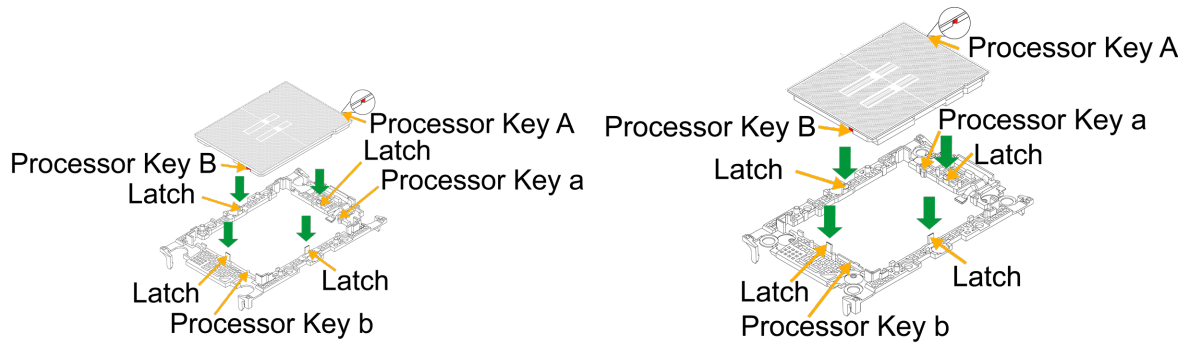 Processor Key A
Latch
Processor Key B
Processor Key a
Latch
Latch
Latch
Processor Key b
Processor Key A
Processor Key a
Processor Key B
Latch
Latch
Latch
Latch
Processor Key b